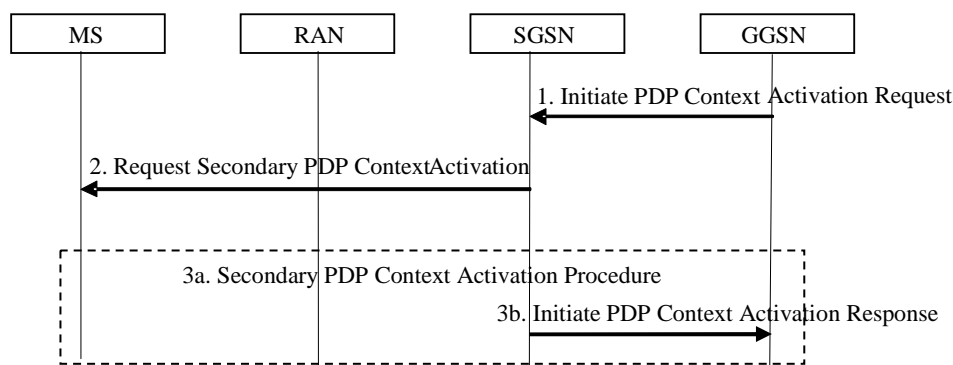 MS RAN SGSN GGSN
1. Initiate PDP Context Activation Request
2. Request Secondary PDP ContextActivation
3a. Secondary PDP Context Activation Procedure
3b. Initiate PDP Context Activation Response